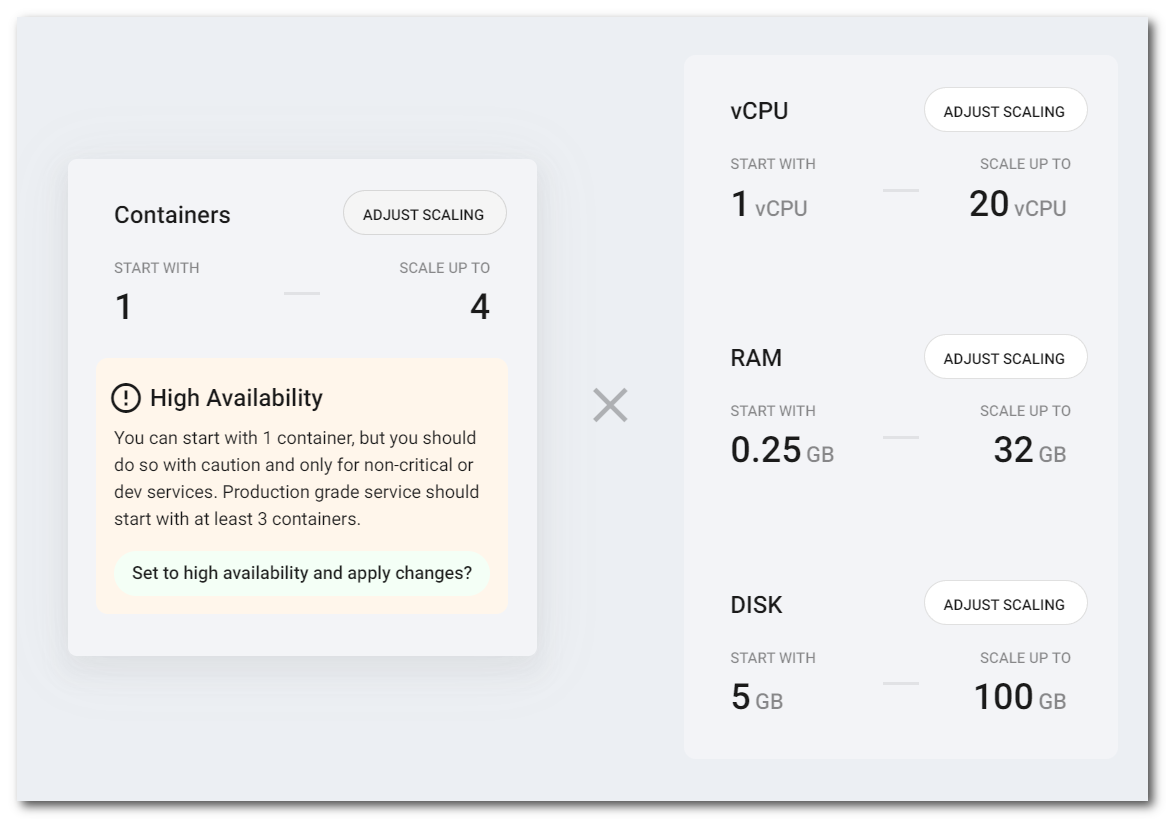 Containers
ADJUST SCALING
START WITH
SCALE UP TO
1
4
High Availability
You can start with 1 container, but you should
do so with caution and only for non-critical or
dev services. Production grade service should
start with at least 3 containers.
Set to high availability and apply changes?
vCPU
ADJUST SCALING
START WITH
SCALE UP TO
1 vCPU
20 vCPU
RAM
ADJUST SCALING
START WITH
SCALE UP TO
0.25 GB
32 GB
DISK
ADJUST SCALING
START WITH
SCALE UP TO
5 GB
100 GB